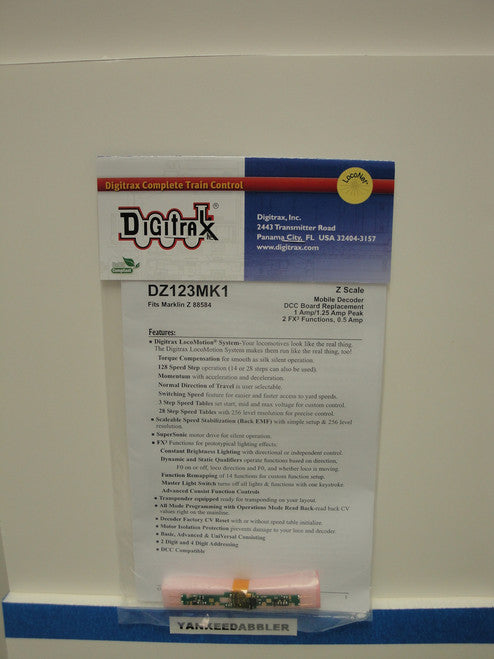 Digitrax Complete Train Control
LocoNet®
DIGITRAX®
Digitrax, Inc.
2443 Transmitter Road
Panama City, FL USA 32404-3157
www.digitrax.com
Compliant
DZ123MK1
Fits Marklin Z 88584
Z Scale
Mobile Decoder
DCC Board Replacement
1 Amp/1.25 Amp Peak
2 FX³ Functions, 0.5 Amp
Features:
● Digitrax LocoMotion® System-Your locomotives look like the real thing.
The Digitrax LocoMotion System makes them run like the real thing, too!
Torque Compensation for smooth as silk silent operation.
128 Speed Step operation (14 or 28 steps can also be used).
Momentum with acceleration and deceleration.
Normal Direction of Travel is user selectable.
Switching Speed feature for easier and faster access to yard speeds.
3 Step Speed Tables set start, mid and max voltage for custom control.
28 Step Speed Tables with 256 level resolution for precise control.
● Scaleable Speed Stabilization (Back EMF) with simple setup & 256 level
resolution.
● SuperSonic motor drive for silent operation.
● FX³ Functions for prototypical lighting effects:
Constant Brightness Lighting with directional or independent control.
Dynamic and Static Qualifiers operate functions based on direction,
F0 on or off, loco direction and F0, and whether loco is moving.
Function Remapping of 14 functions for custom function setup.
Master Light Switch turns off all lights & functions with one keystroke.
Advanced Consist Function Controls
● Transponder equipped ready for transponding on your layout.
● All Mode Programming with Operations Mode Read Back-read back CV
values right on the mainline.
● Decoder Factory CV Reset with or without speed table initialize.
● Motor Isolation Protection prevents damage to your loco and decoder.
● Basic, Advanced & UniVersal Consisting
● 2 Digit and 4 Digit Addressing
● DCC Compatible
YANKEEDABBLER